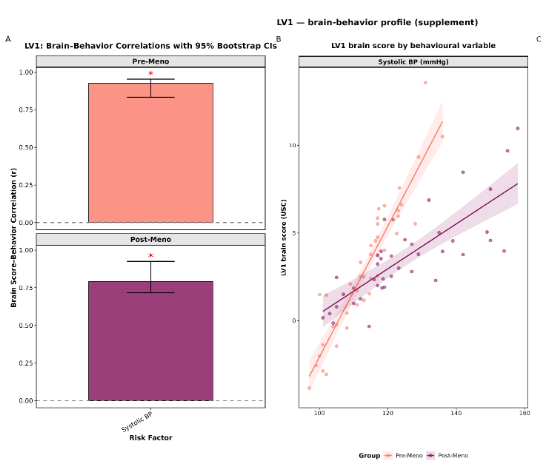 LV1 — brain–behavior profile (supplement)
A
LV1: Brain–Behavior Correlations with 95% Bootstrap CIs
Pre-Meno
*
1.00
0.75
0.50
0.25
0.00
Post-Meno
*
1.00
0.75
0.50
0.25
0.00
Brain Score–Behavior Correlation (r)
Systolic BP
Risk Factor
B
LV1 brain score by behavioural variable
Systolic BP (mmHg)
10
5
0
LV1 brain score (USC)
100
120
140
160
Group
Pre-Meno
Post-Meno
C